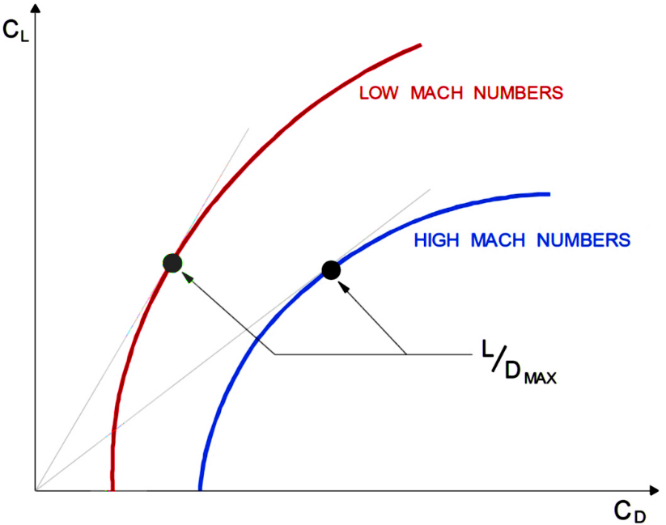 CL
LOW MACH NUMBERS
HIGH MACH NUMBERS
L/DMAX
CD